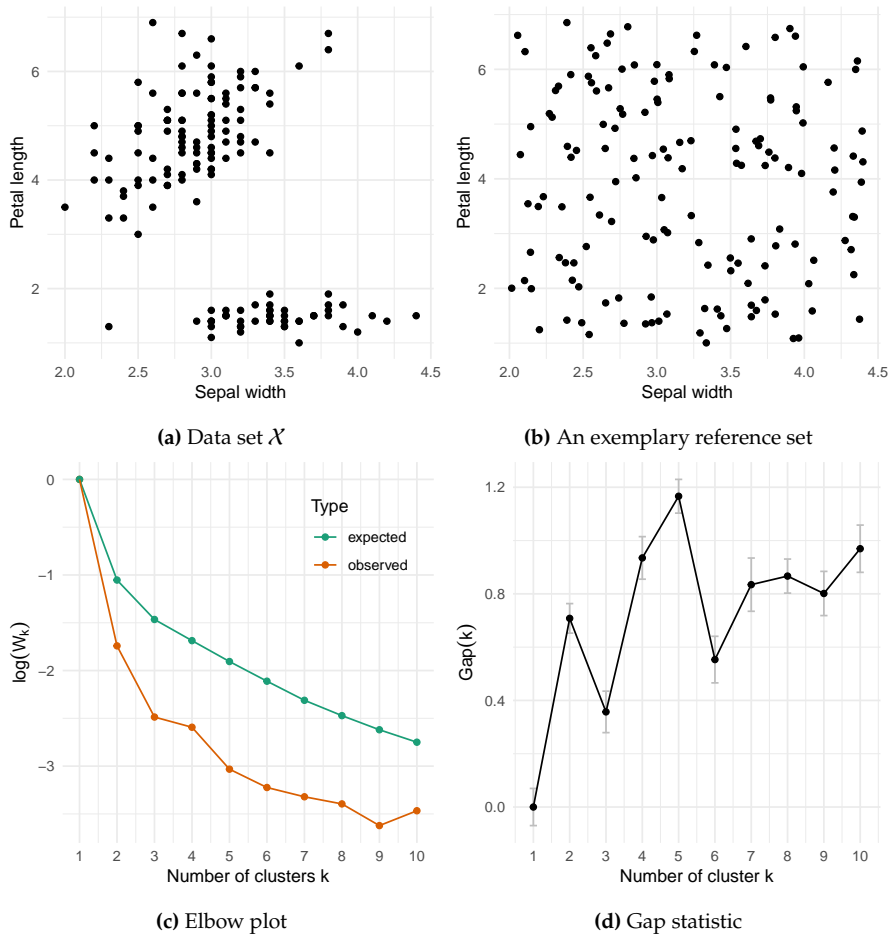 6
4
2
Petal length
2.0 2.5 3.0 3.5 4.0 4.5
Sepal width
(a) Data set X
6
4
2
Petal length
2.0 2.5 3.0 3.5 4.0 4.5
Sepal width
(b) An exemplary reference set
0
−1
−2
−3
log(Wk)
Type
expected
observed
1 2 3 4 5 6 7 8 9 10
Number of clusters k
(c) Elbow plot
1.2
0.8
0.4
0.0
Gap(k)
1 2 3 4 5 6 7 8 9 10
Number of cluster k
(d) Gap statistic